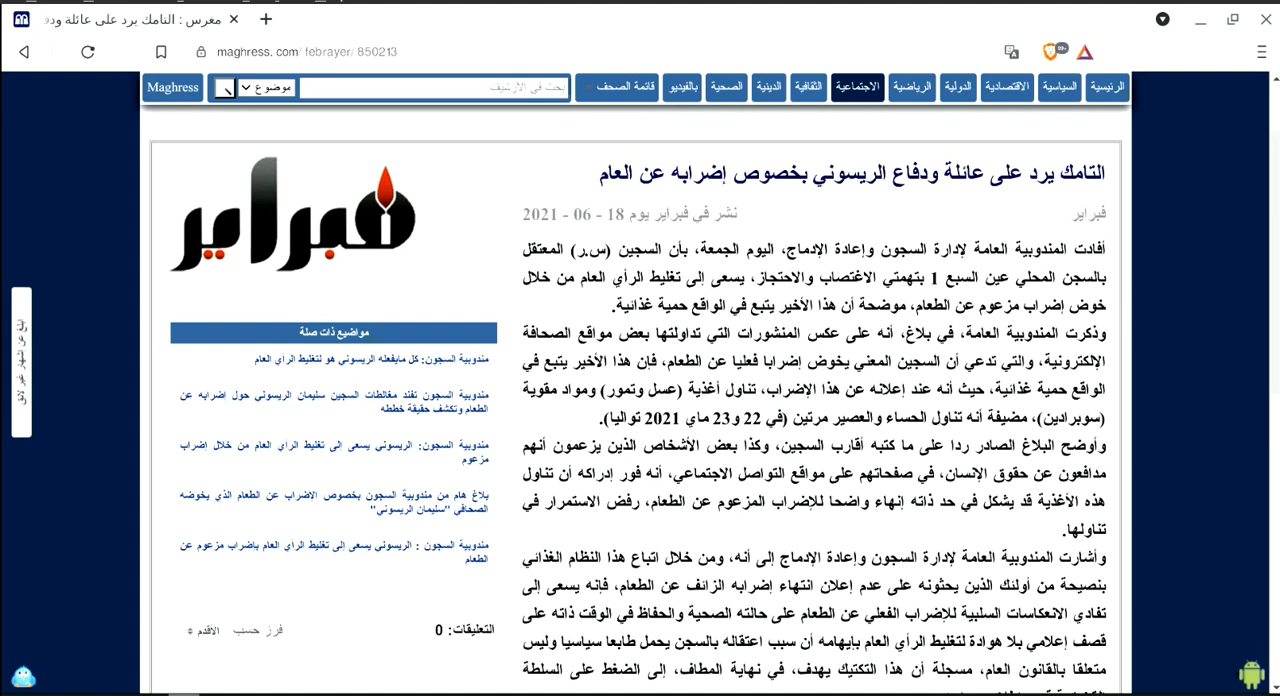 مغرس : التامك يرد على عائلة ودف
maghress.com/febrayer/850213
99+
الرئيسية
السياسية
الاقتصادية
الدولية
الرياضية
الاجتماعية
الثقافية
الدينية
الصحية
بالفيديو
قائمة الصحف
بحث في الارشيف
موضوع
Maghress
التامك يرد على عائلة ودفاع الريسوني بخصوص إضرابه عن العام
فبراير
نشر في فبراير يوم 18 - 06 - 2021
أفادت المندوبية العامة لإدارة السجون وإعادة الإدماج، اليوم الجمعة، بأن السجين (س.ر) المعتقل
بالسجن المحلي عين السبع 1 بتهمتي الاغتصاب والاحتجاز، يسعى إلى تغليط الرأي العام من خلال
خوض إضراب مزعوم عن الطعام، موضحة أن هذا الأخير يتبع في الواقع حمية غذائية.
وذكرت المندوبية العامة، في بلاغ، أنه على عكس المنشورات التي تداولتها بعض مواقع الصحافة
الإلكترونية، والتي تدعي أن السجين المعني يخوض إضرابا فعليا عن الطعام، فإن هذا الأخير يتبع في
الواقع حمية غذائية، حيث أنه عند إعلانه عن هذا الإضراب، تناول أغذية (عسل وتمور) ومواد مقوية
(سوبرادين)، مضيفة أنه تناول الحساء والعصير مرتين (في 22 و23 ماي 2021 تواليا).
وأوضح البلاغ الصادر ردا على ما كتبه أقارب السجين، وكذا بعض الأشخاص الذين يزعمون أنهم
مدافعون عن حقوق الإنسان، في صفحاتهم على مواقع التواصل الاجتماعي، أنه فور إدراكه أن تناول
هذه الأغذية قد يشكل في حد ذاته إنهاء واضحا للإضراب المزعوم عن الطعام، رفض الاستمرار في
تناولها.
وأشارت المندوبية العامة لإدارة السجون وإعادة الإدماج إلى أنه، ومن خلال اتباع هذا النظام الغذائي
بنصيحة من أولئك الذين يحثونه على عدم إعلان انتهاء إضرابه الزائف عن الطعام، فإنه يسعى إلى
تفادي الانعكاسات السلبية للإضراب الفعلي عن الطعام على حالته الصحية والحفاظ في الوقت ذاته على
قصف إعلامي بلا هوادة لتغليط الرأي العام بإيهامه أن سبب اعتقاله بالسجن يحمل طابعا سياسيا وليس
متعلقا بالقانون العام، مسجلة أن هذا التكتيك يهدف، في نهاية المطاف، إلى الضغط على السلطة
فبراير
مواضيع ذات صلة
مندوبية السجون: كل مايفعله الريسوني هو لتغليط الراي العام
مندوبية السجون تفند مغالطات السجين سليمان الريسوني حول إضرابه عن
الطعام وتكشف حقيقة خططه
مندوبية السجون: الريسوني يسعى إلى تغليط الراي العام من خلال إضراب
مزعوم
بلاغ هام من مندوبية السجون بخصوص الاضراب عن الطعام الذي يخوضه
الصحافي "سليمان الريسوني"
مندوبية السجون : الريسوني يسعى إلى تغليط الراي العام باضراب مزعوم عن
الطعام
التعليقات: 0
فرز حسب
الأقدم
ابلغ عن اشهار غير لائق